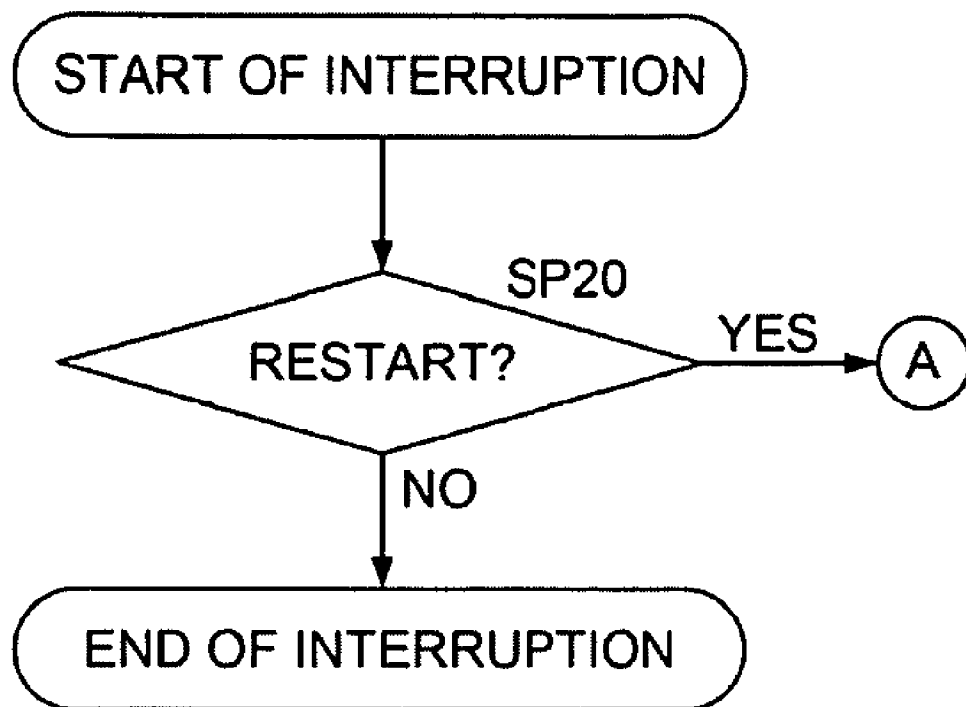 START OF INTERRUPTION
SP20
RESTART?
YES
A
NO
END OF INTERRUPTION